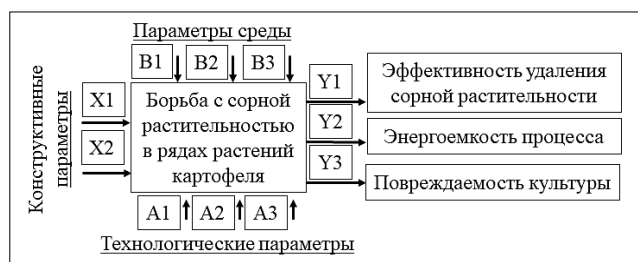 Параметры среды
B1 B2 B3
Конструктивные
параметры
X1
X2
Борьба с сорной
растительностью
в рядах растений
картофеля
Y1
Y2
Y3
Эффективность удаления
сорной растительности
Энергоемкость процесса
Повреждаемость культуры
A1 A2 A3
Технологические параметры